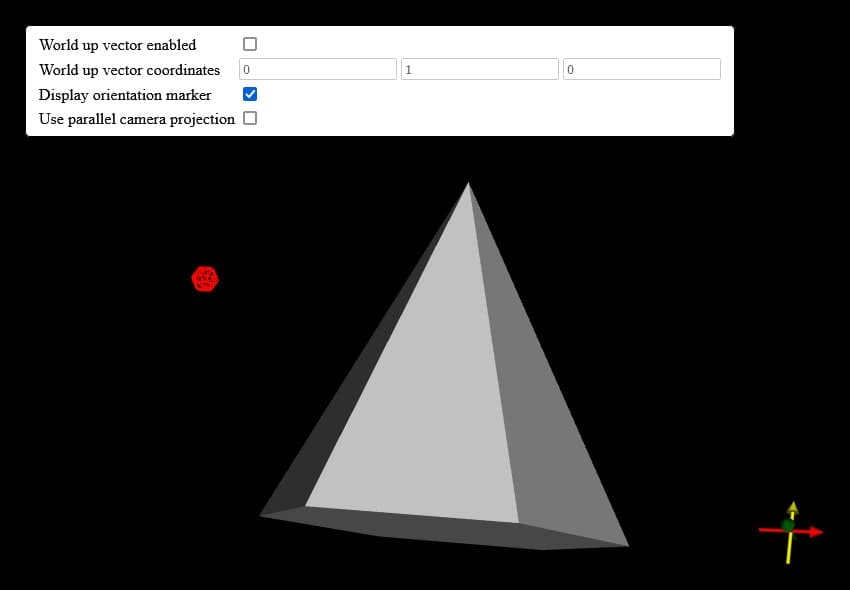 World up vector enabled
World up vector coordinates 0 1 0
Display orientation marker
Use parallel camera projection